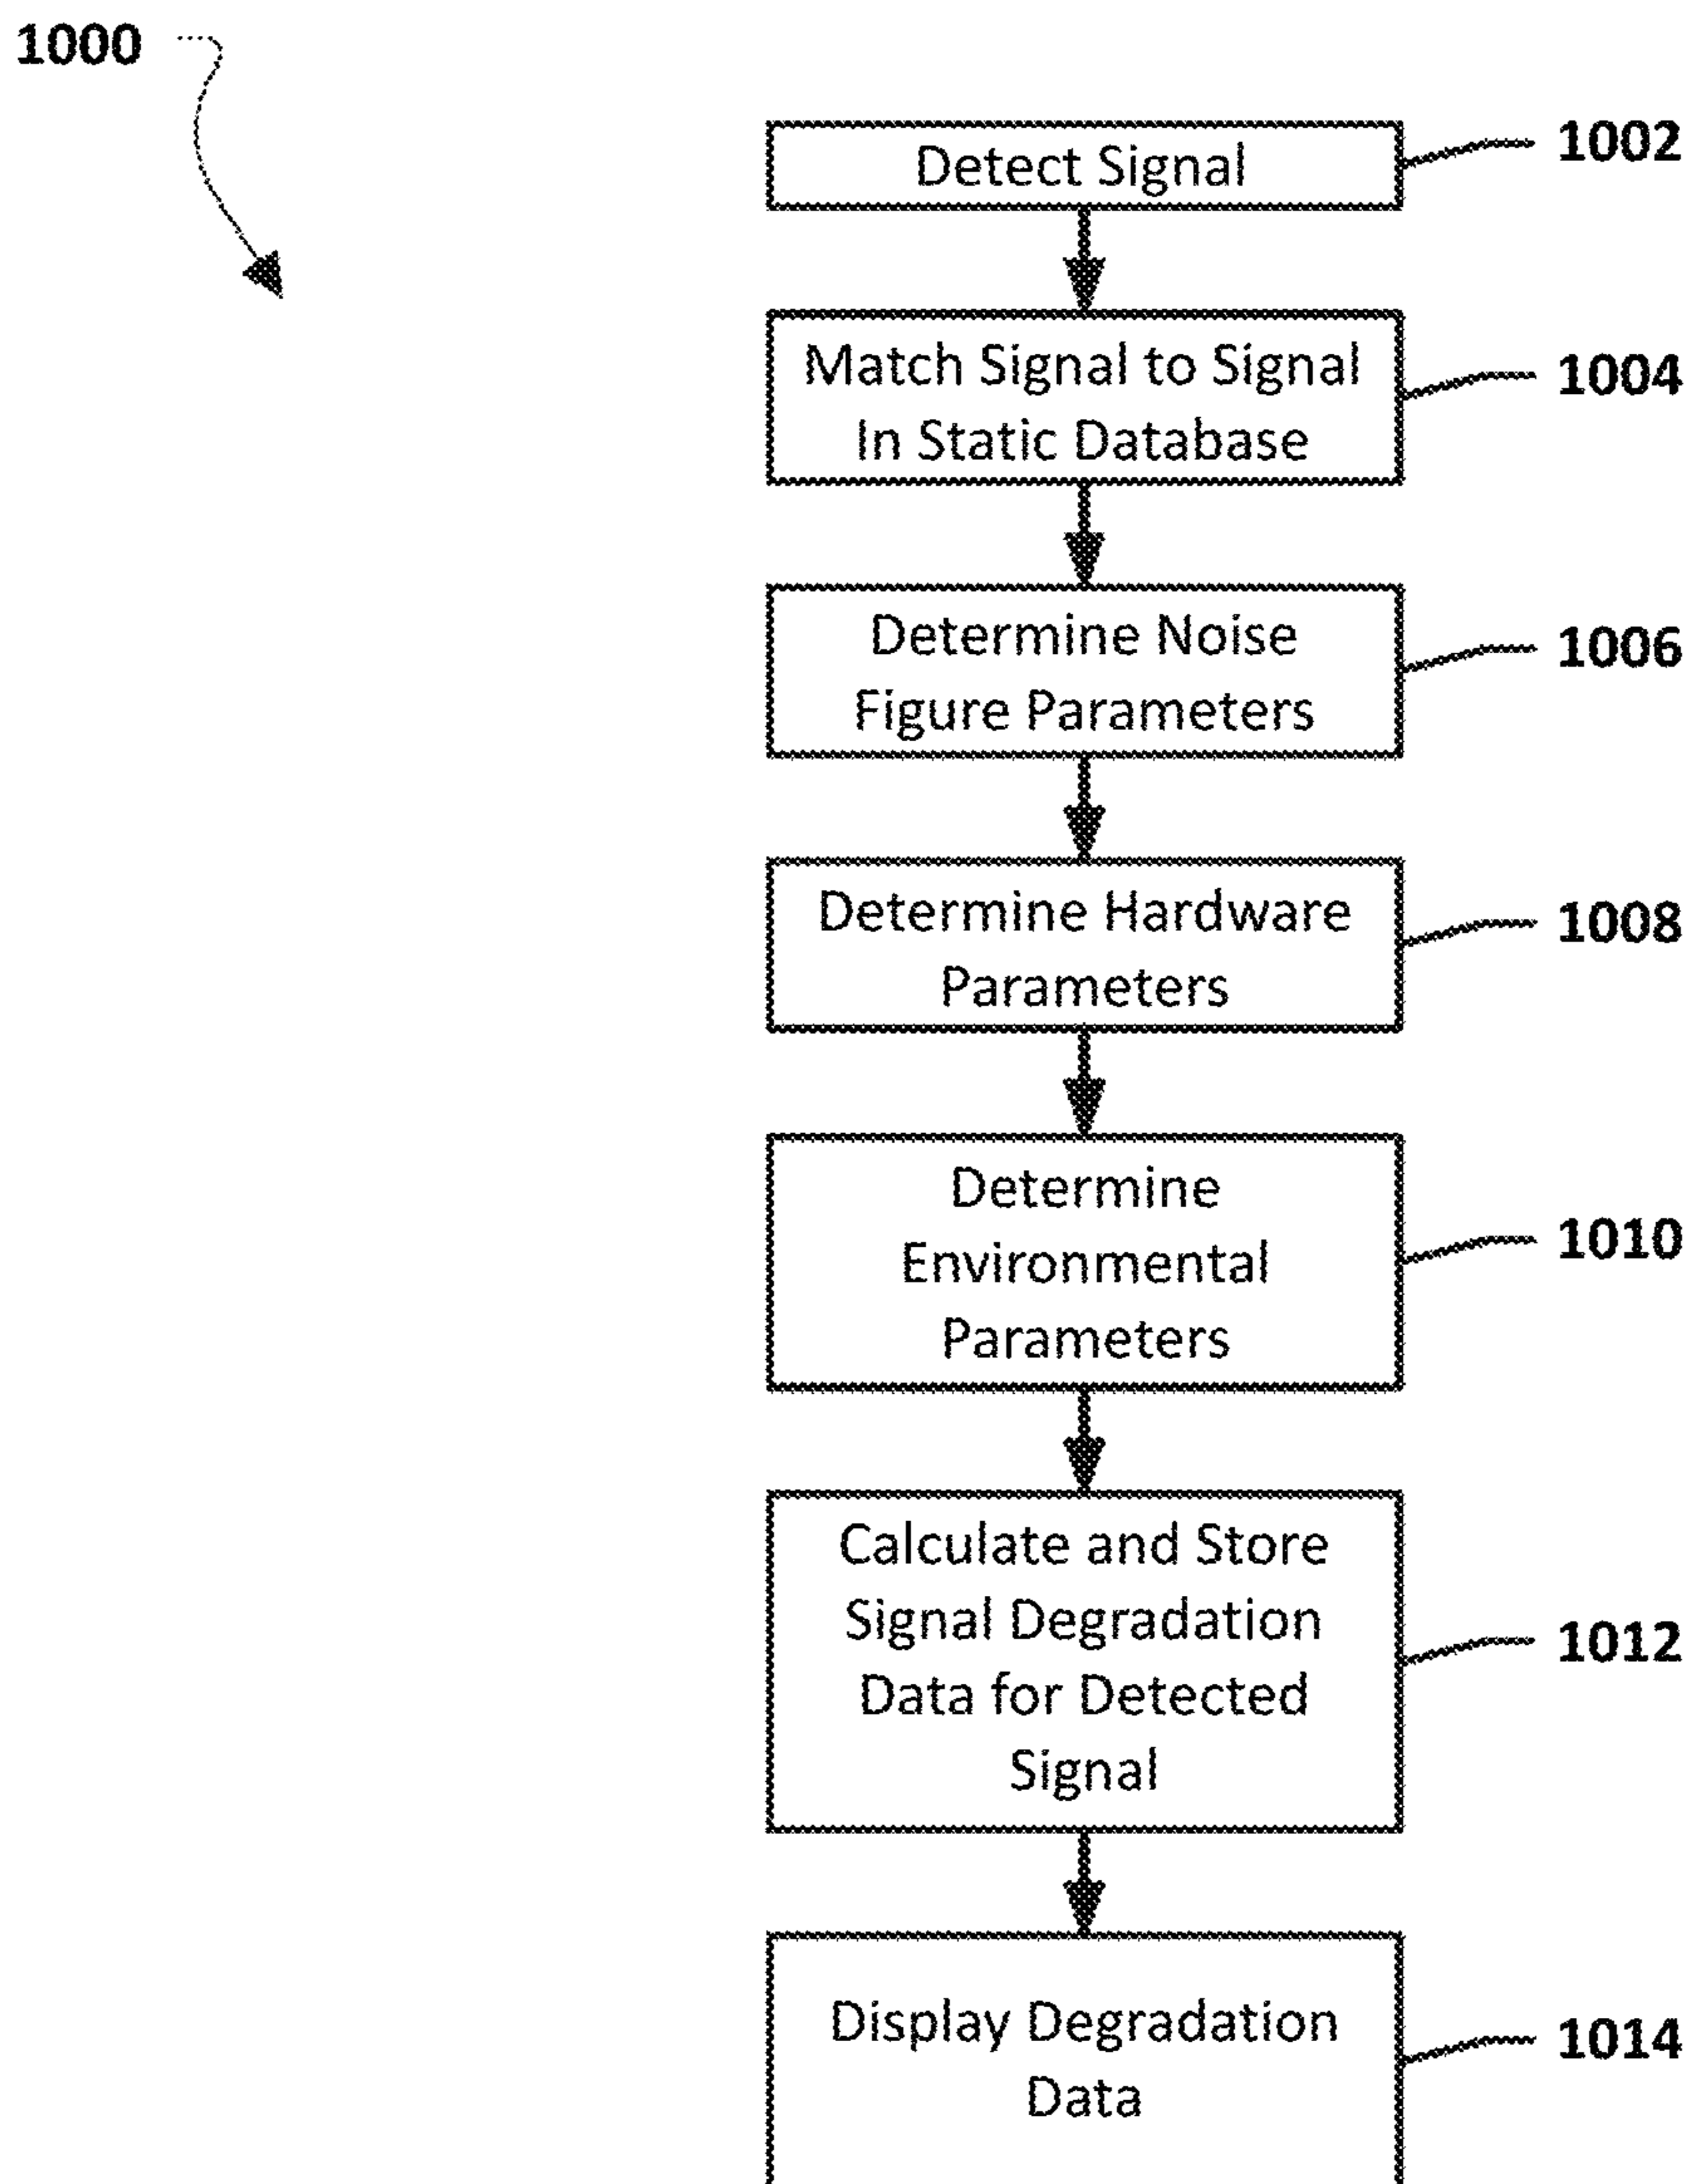 1000
Detect Signal
1002
Match Signal to Signal
In Static Database
1004
Determine Noise
Figure Parameters
1006
Determine Hardware
Parameters
1008
Determine
Environmental
Parameters
1010
Calculate and Store
Signal Degradation
Data for Detected
Signal
1012
Display Degradation
Data
1014